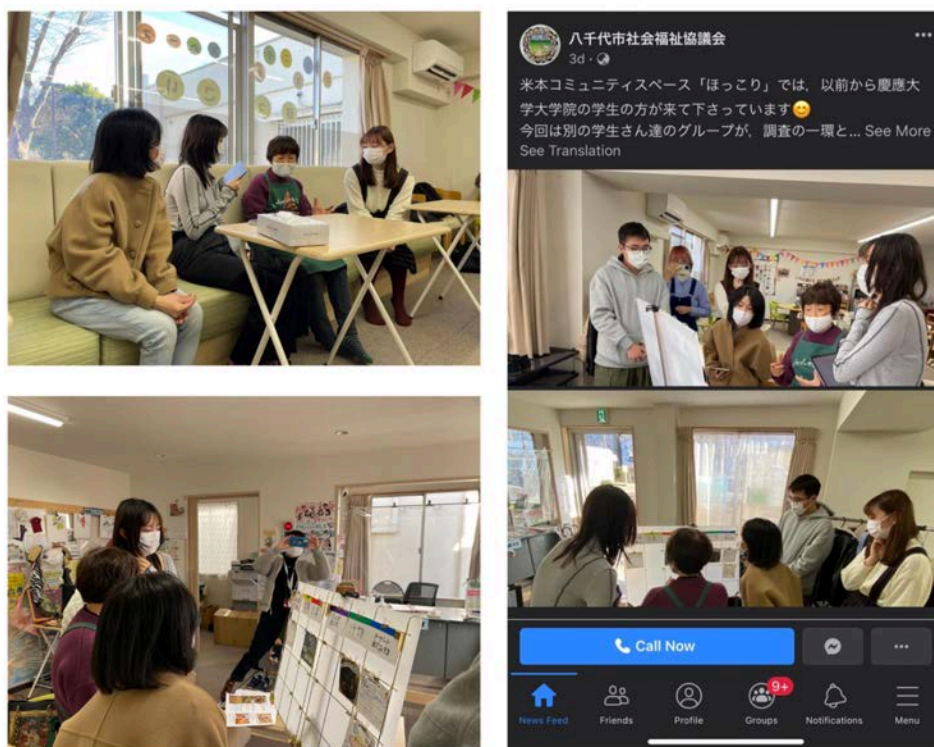 八千代市社会福祉協議会
3d
米本コミュニティスペース「ほっこり」では，以前から慶應大
学大学院の学生の方が来て下さっています😊
今回は別の学生さん達のグループが，調査の一環と... See More
See Translation
Call Now
9+
News Feed
Friends
Profile
Groups
Notifications
Menu